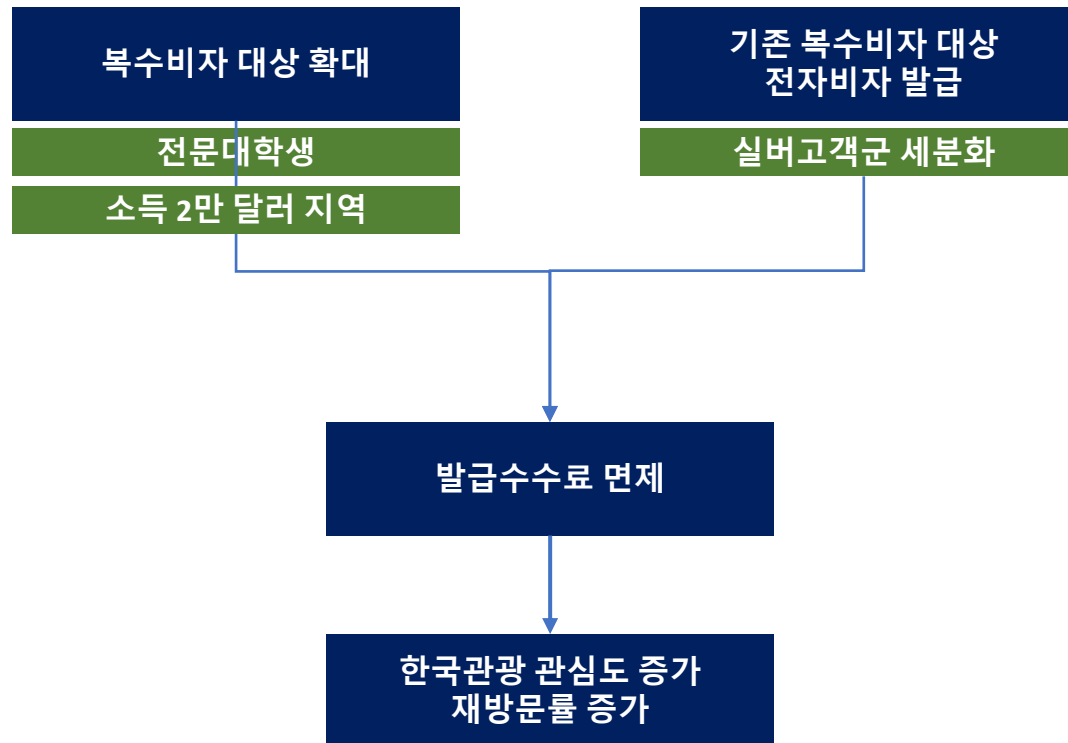 복수비자 대상 확대
전문대학생
소득 2만 달러 지역
기존 복수비자 대상
전자비자 발급
실버고객군 세분화
발급수수료 면제
한국관광 관심도 증가
재방문률 증가